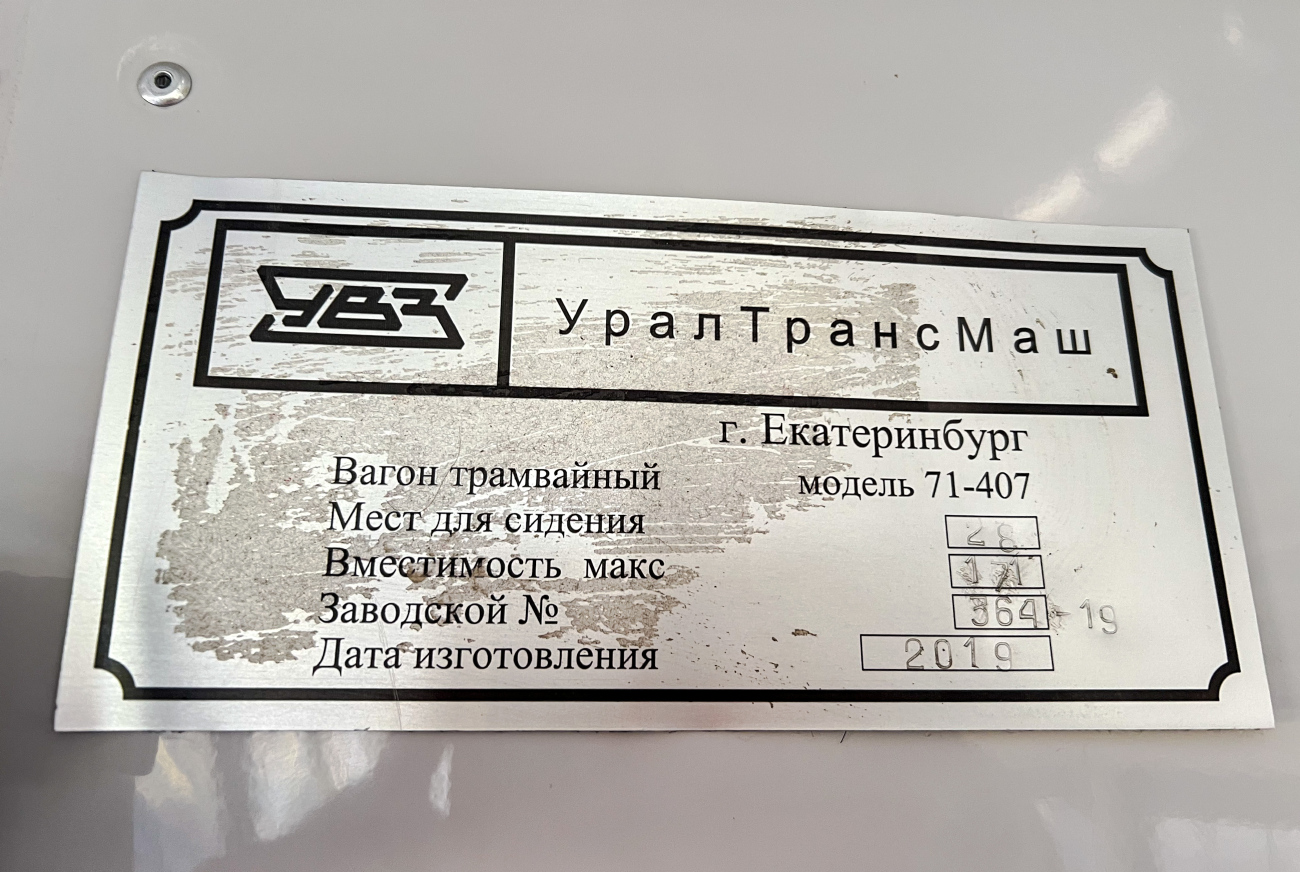 УВЗ УралТрансМаш
г. Екатеринбург
Вагон трамвайный модель 71-407
Мест для сидения 28
Вместимость макс
Заводской № 364-19
Дата изготовления 2019